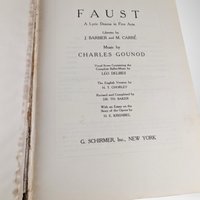 FAUST
A Lyric Drama in Five Acts
Libretto by
J. BARBIER and M. CARRÉ
Music by
CHARLES GOUNOD
Vocal Score Containing the
Complete Ballet-Music by
LEO DELIBES
The English Version by
H. T. CHORLEY
Revised and Completed by
DR. TH. BAKER
With an Essay on the
Story of the Opera by
H. E. KREHBIEL
G. SCHIRMER, Inc., NEW YORK